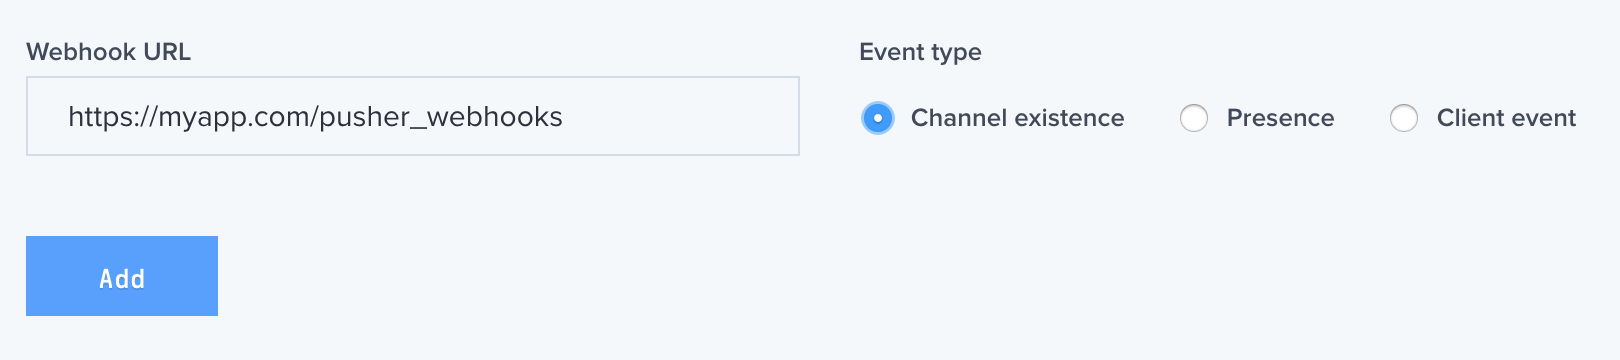 Webhook URL
https://myapp.com/pusher_webhooks
Event type
Channel existence Presence Client event
Add